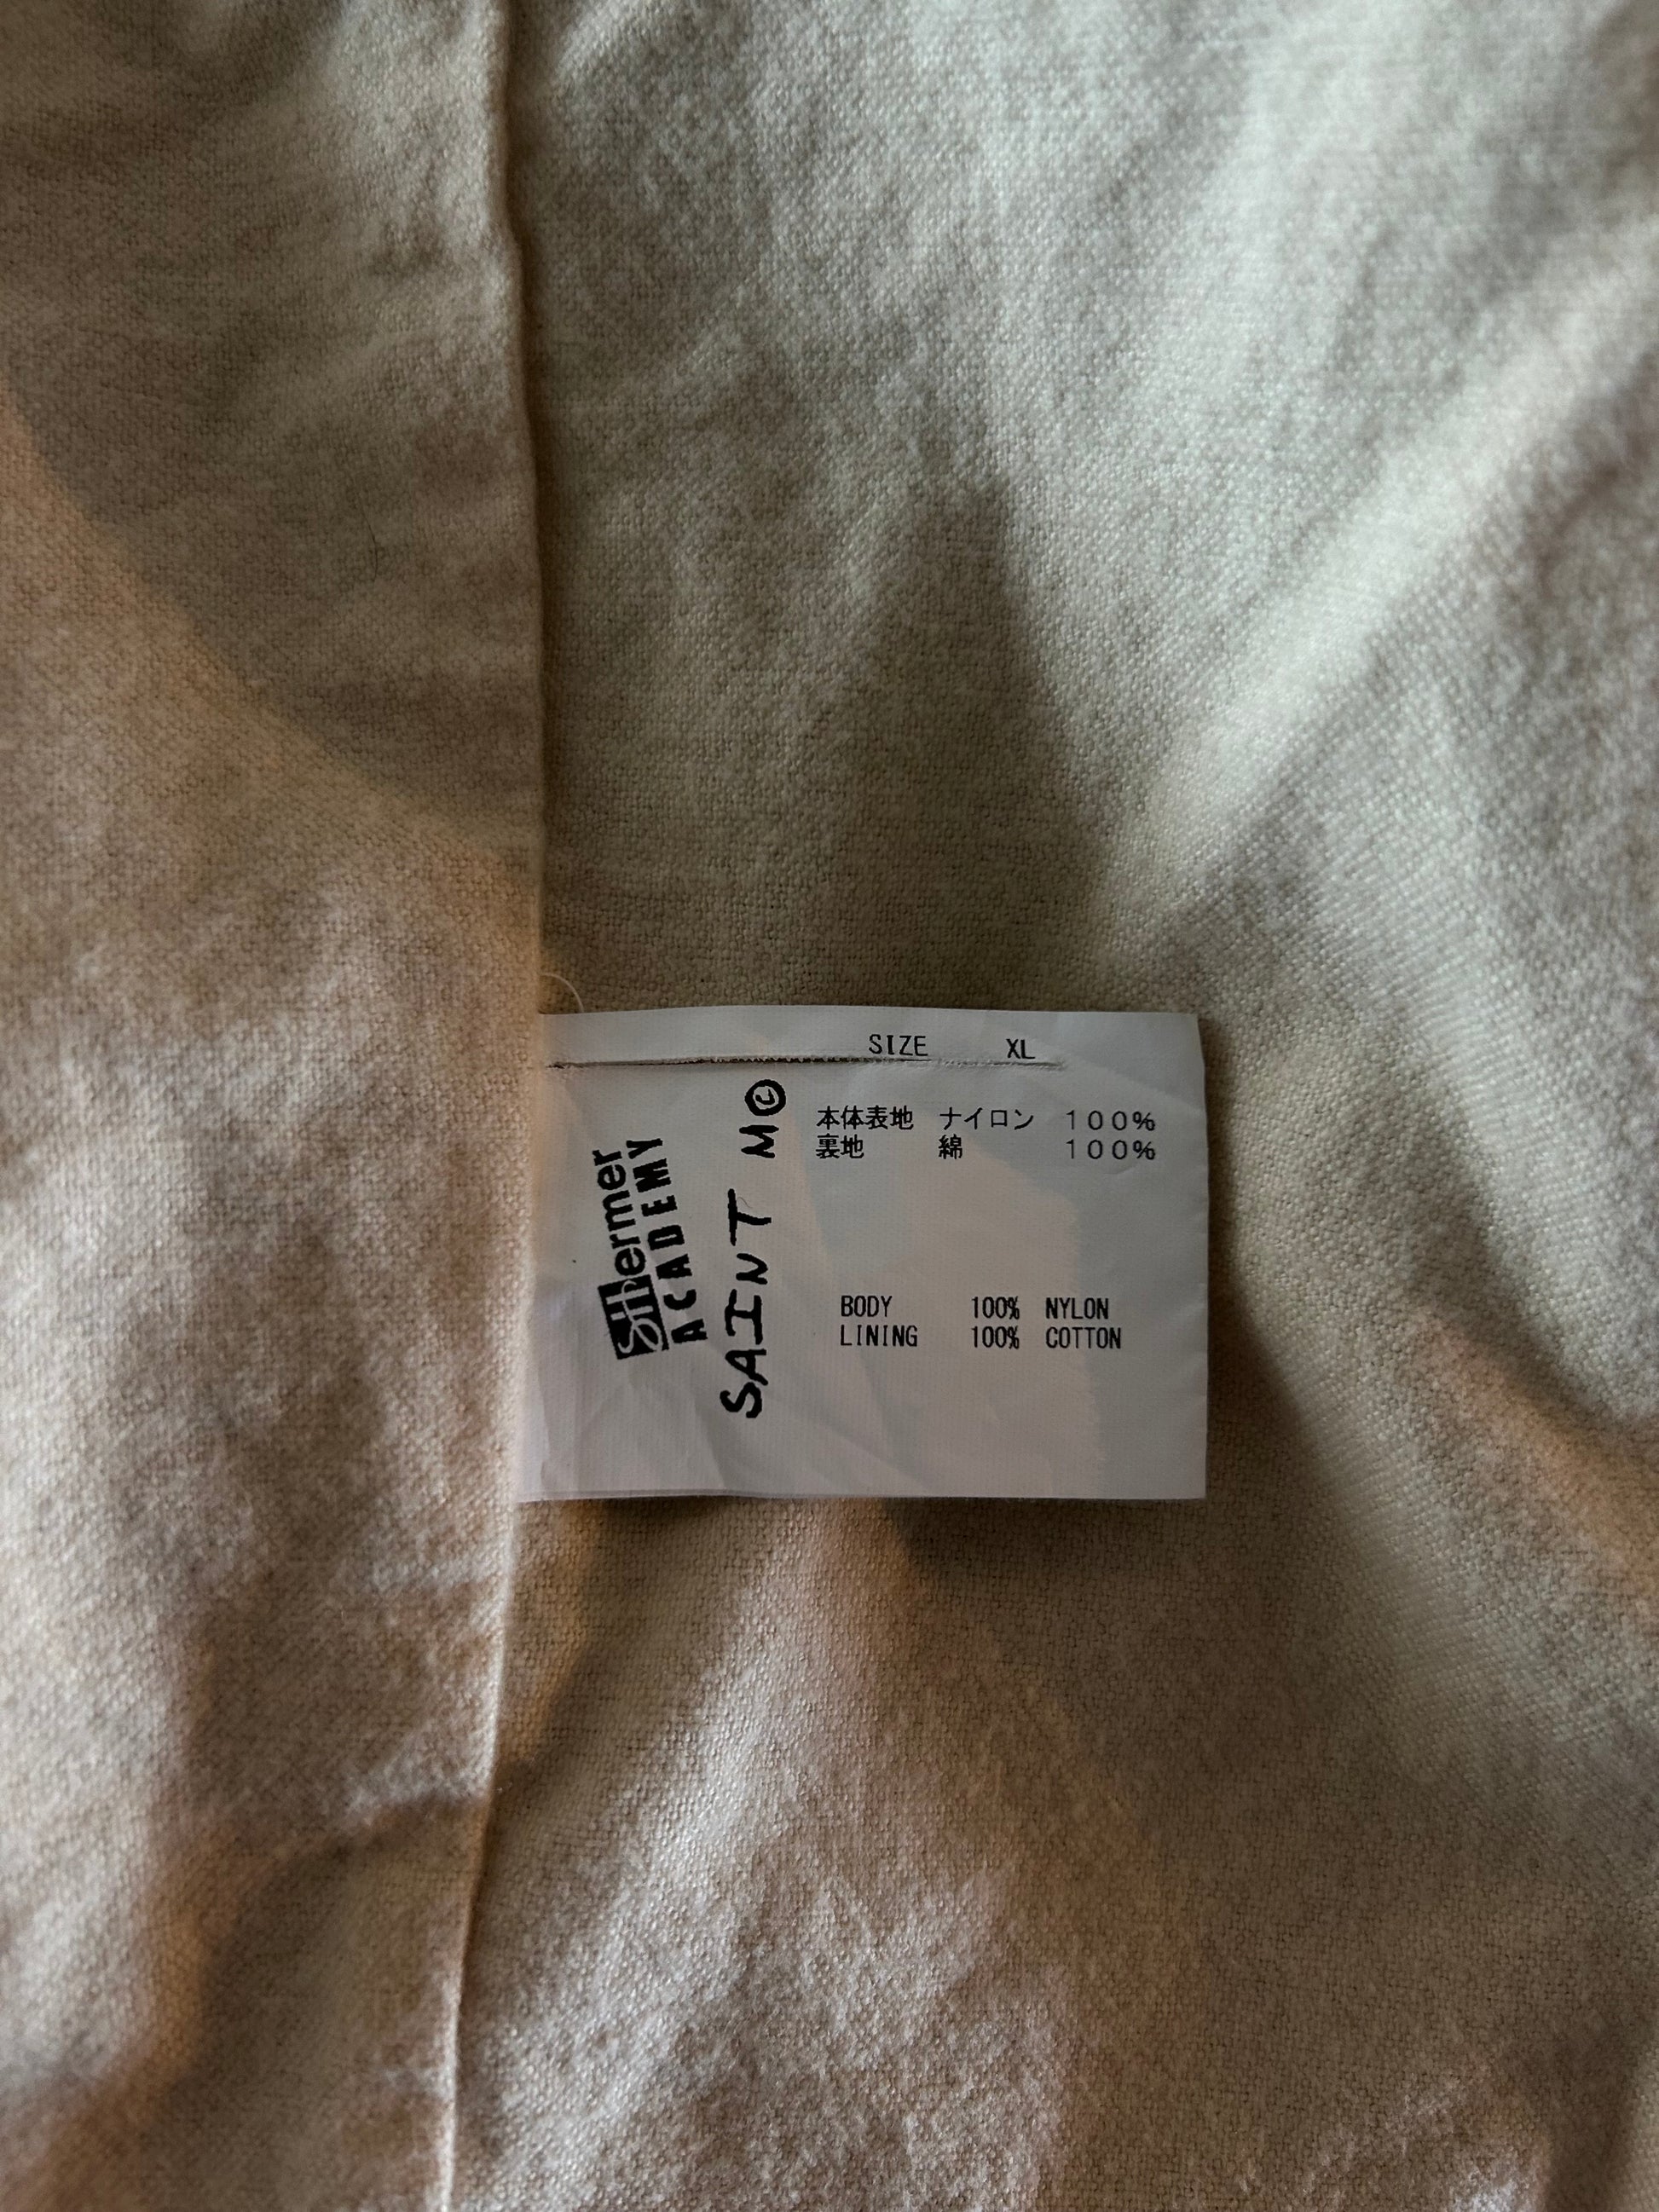 SIZE XL
本体表地 ナイロン 100%
裏地 綿 100%
BODY 100% NYLON
LINING 100% COTTON
SHermer
ACADEMY
SAINT M©